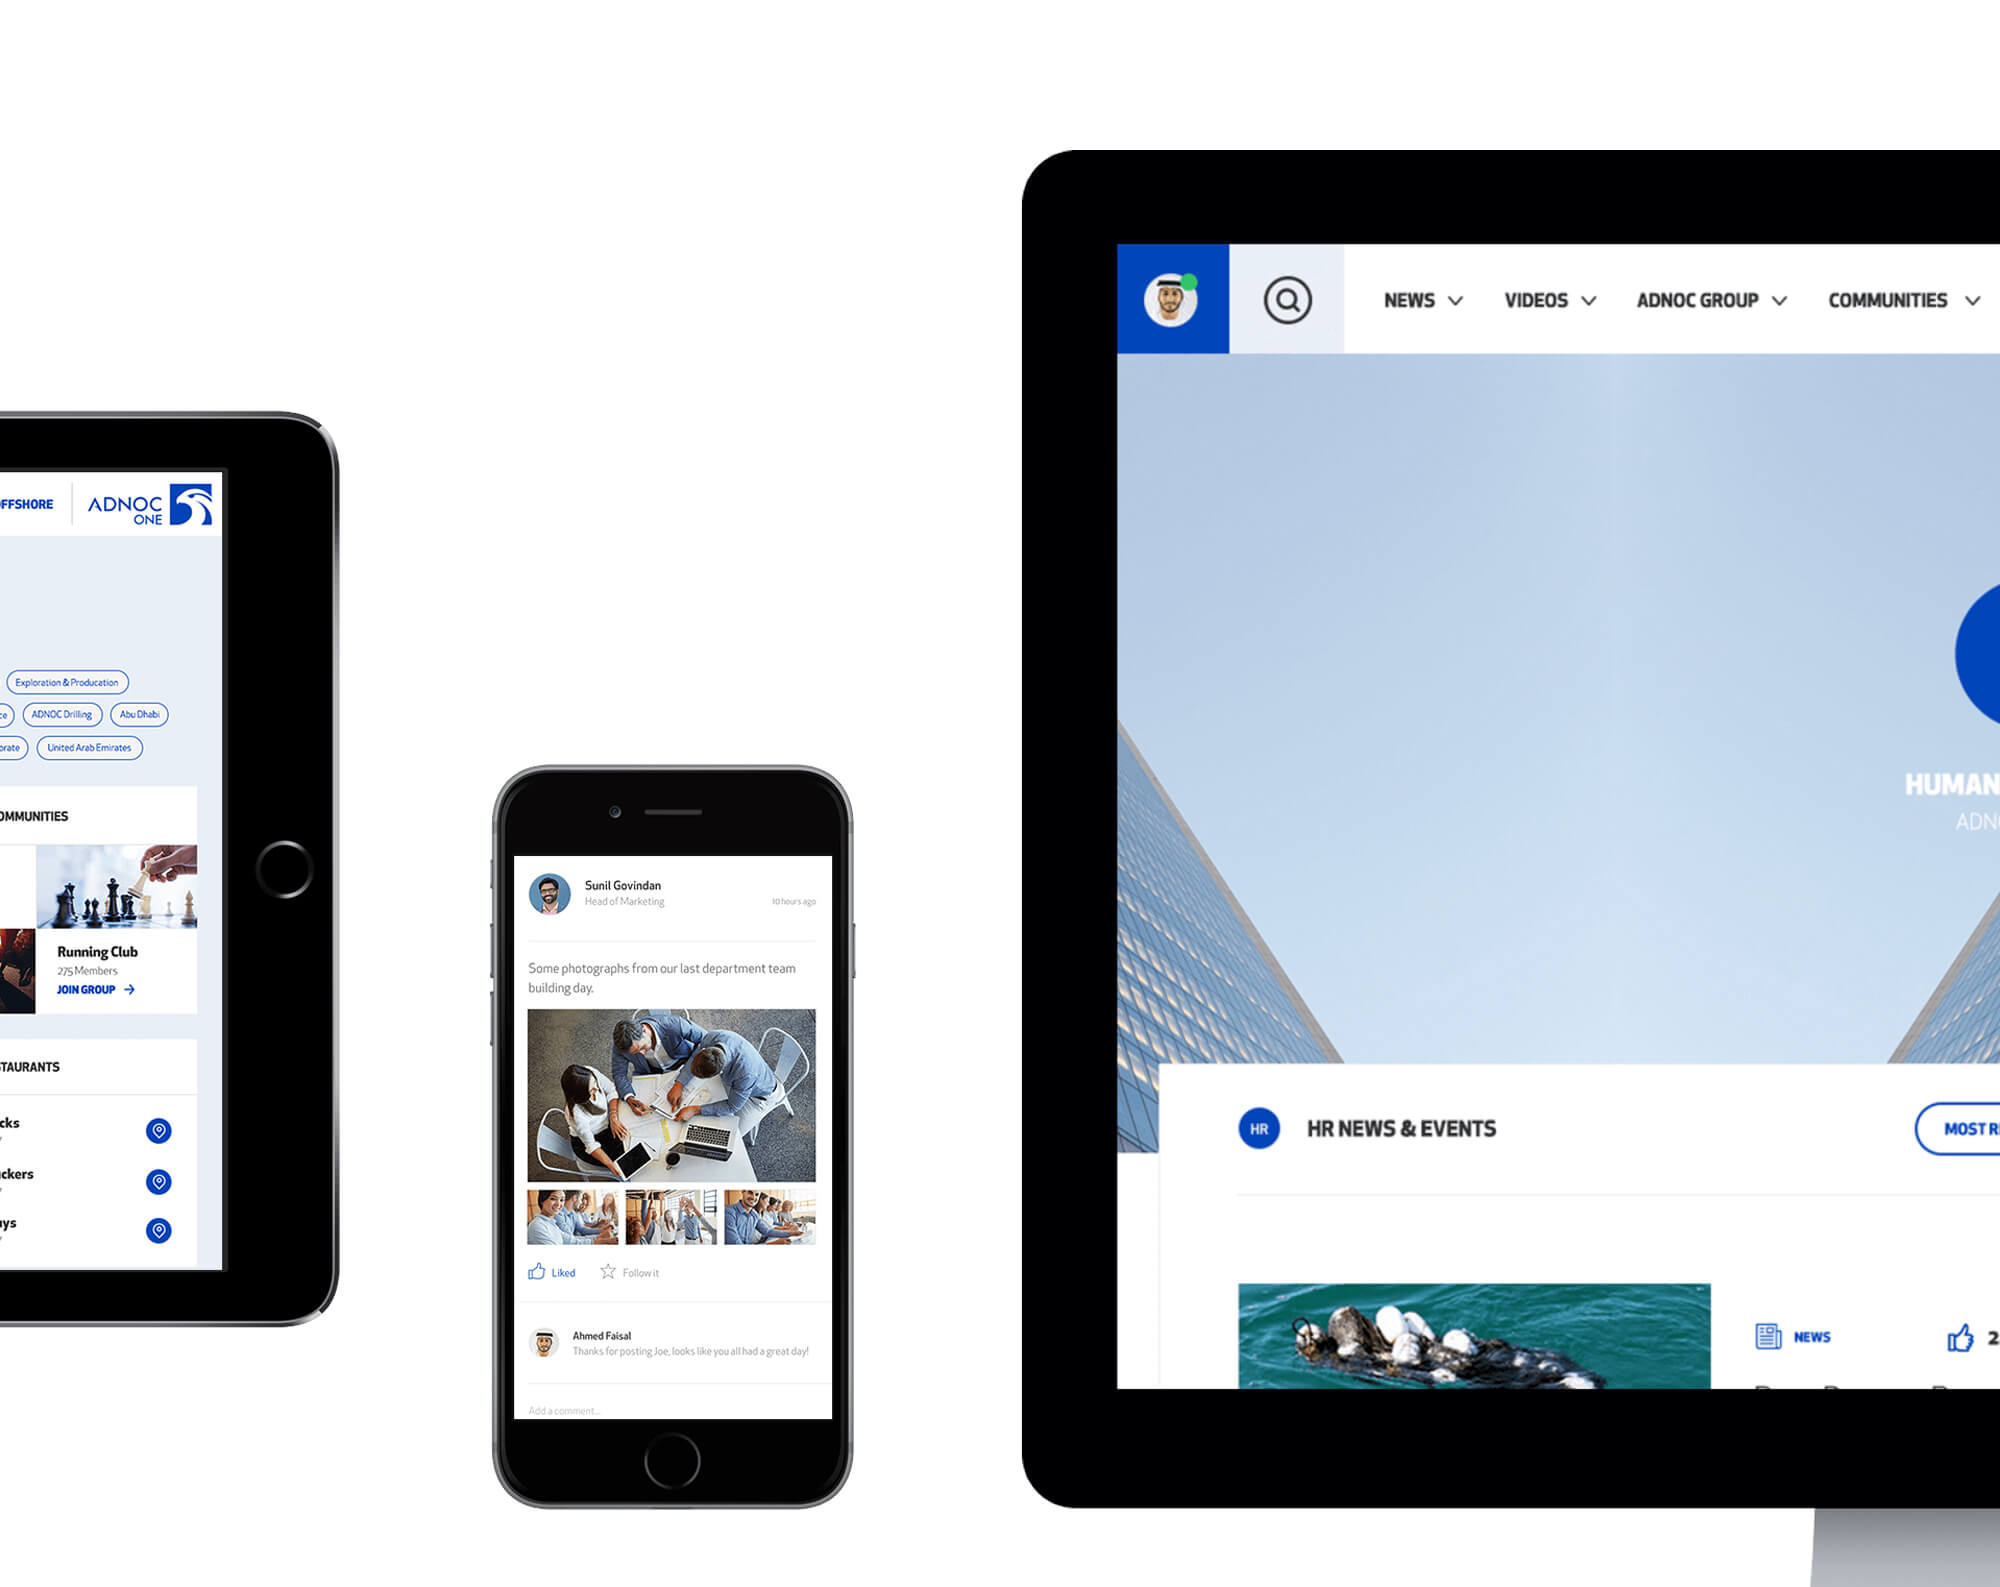 FFSHORE
ADNOC
ONE
Exploration & Producation
ce
ADNOC Drilling
Abu Dhabi
orate
United Arab Emirates
OMMUNITIES
Running Club
275 Members
JOIN GROUP
TAURANTS
cks
ckers
ys
Sunil Govindan
Head of Marketing
10 hours ago
Some photographs from our last department team
building day.
Liked
Follow it
Ahmed Faisal
Thanks for posting Joe, looks like you all had a great day!
Add a comment...
NEWS
VIDEOS
ADNOC GROUP
COMMUNITIES
HUMAN
ADN
HR
HR NEWS & EVENTS
MOST R
NEWS
2